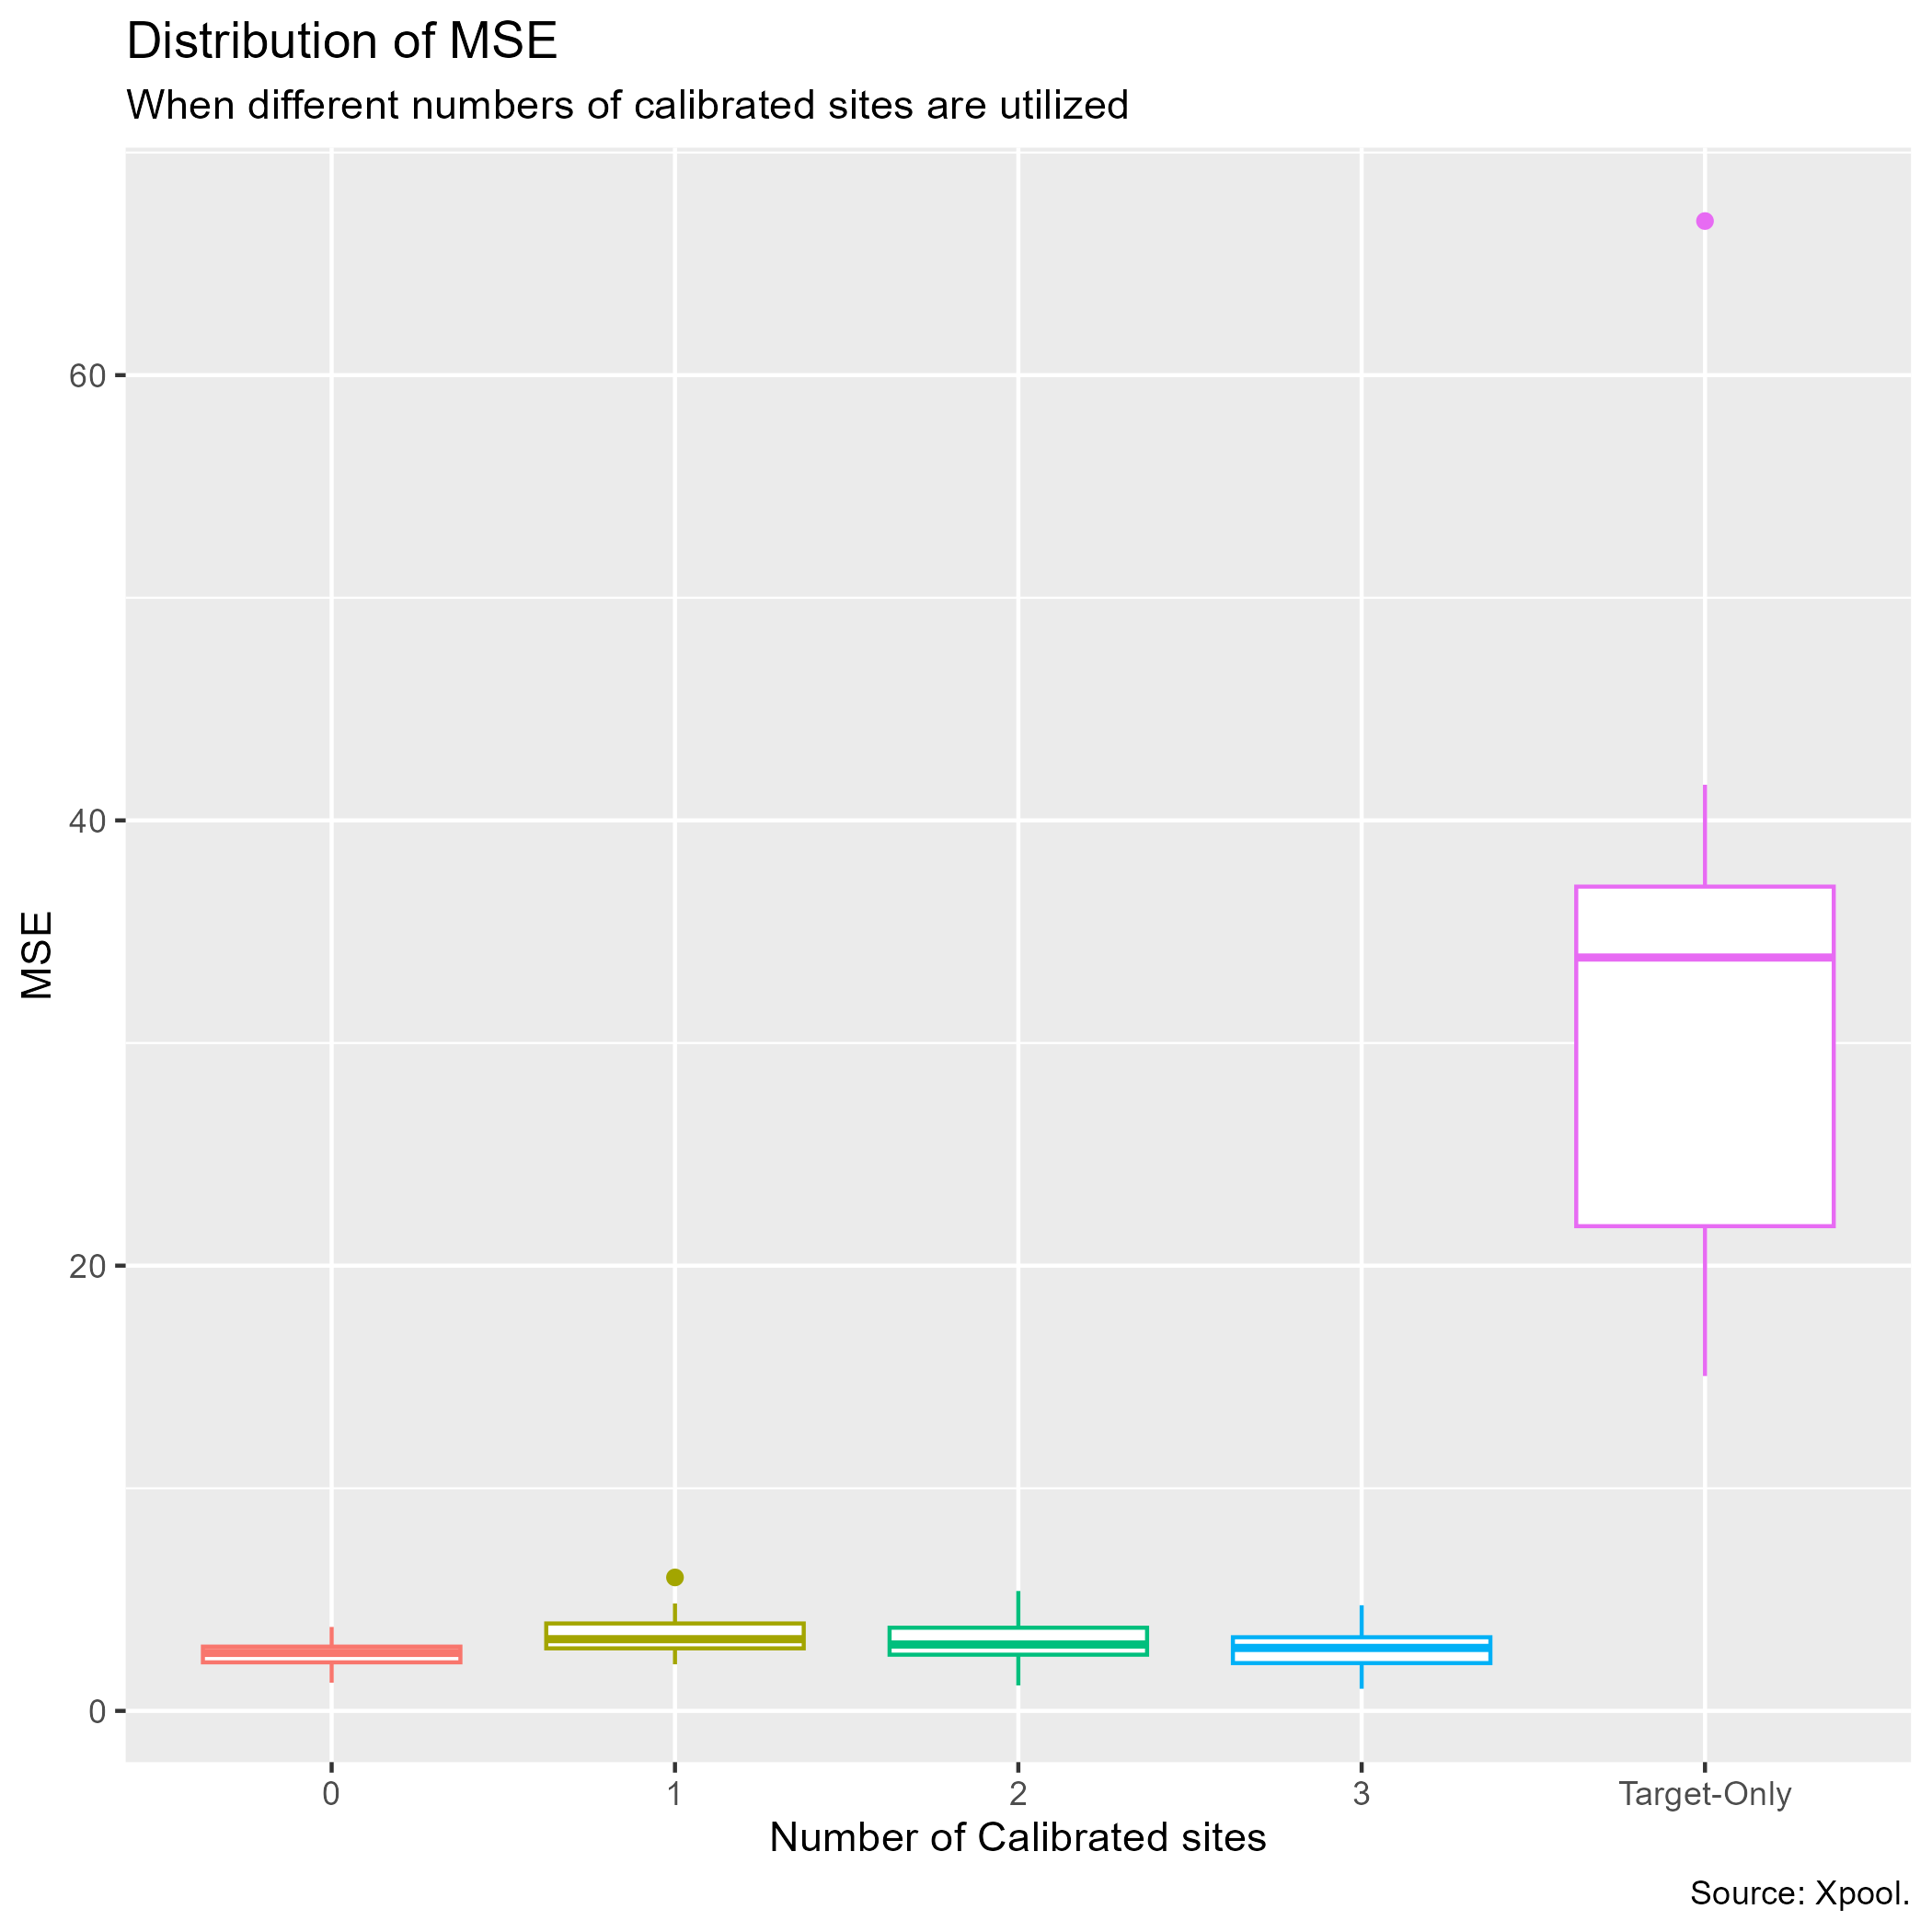 Distribution of MSE
When different numbers of calibrated sites are utilized
MSE
60
40
20
0
0 1 2 3 Target-Only
Number of Calibrated sites
Source: Xpool.